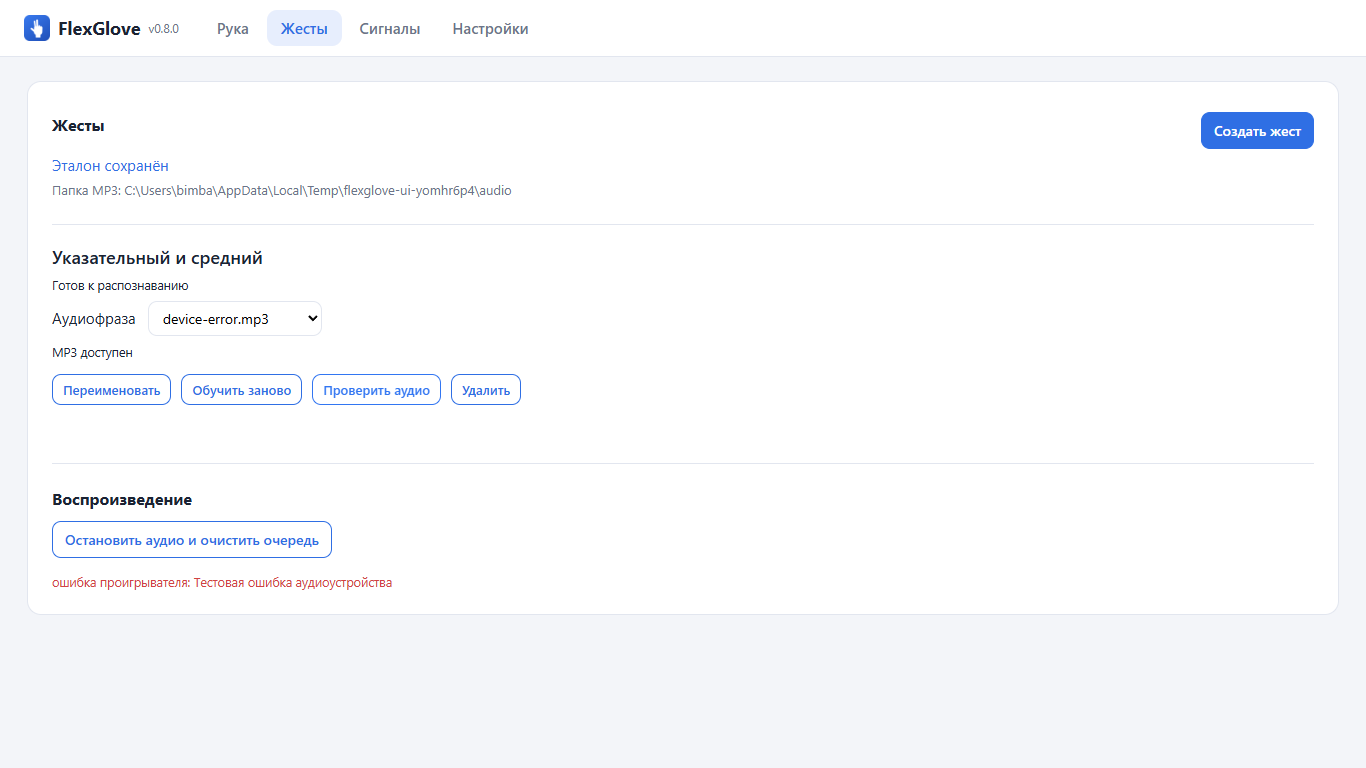 FlexGlove v0.8.0 Рука Жесты Сигналы Настройки
Жесты
Создать жест
Эталон сохранён
Папка MP3: C:\Users\bimba\AppData\Local\Temp\flexglove-ui-yomhr6p4\audio
Указательный и средний
Готов к распознаванию
Аудиофраза device-error.mp3
MP3 доступен
Переименовать Обучить заново Проверить аудио Удалить
Воспроизведение
Остановить аудио и очистить очередь
ошибка проигрывателя: Тестовая ошибка аудиоустройства